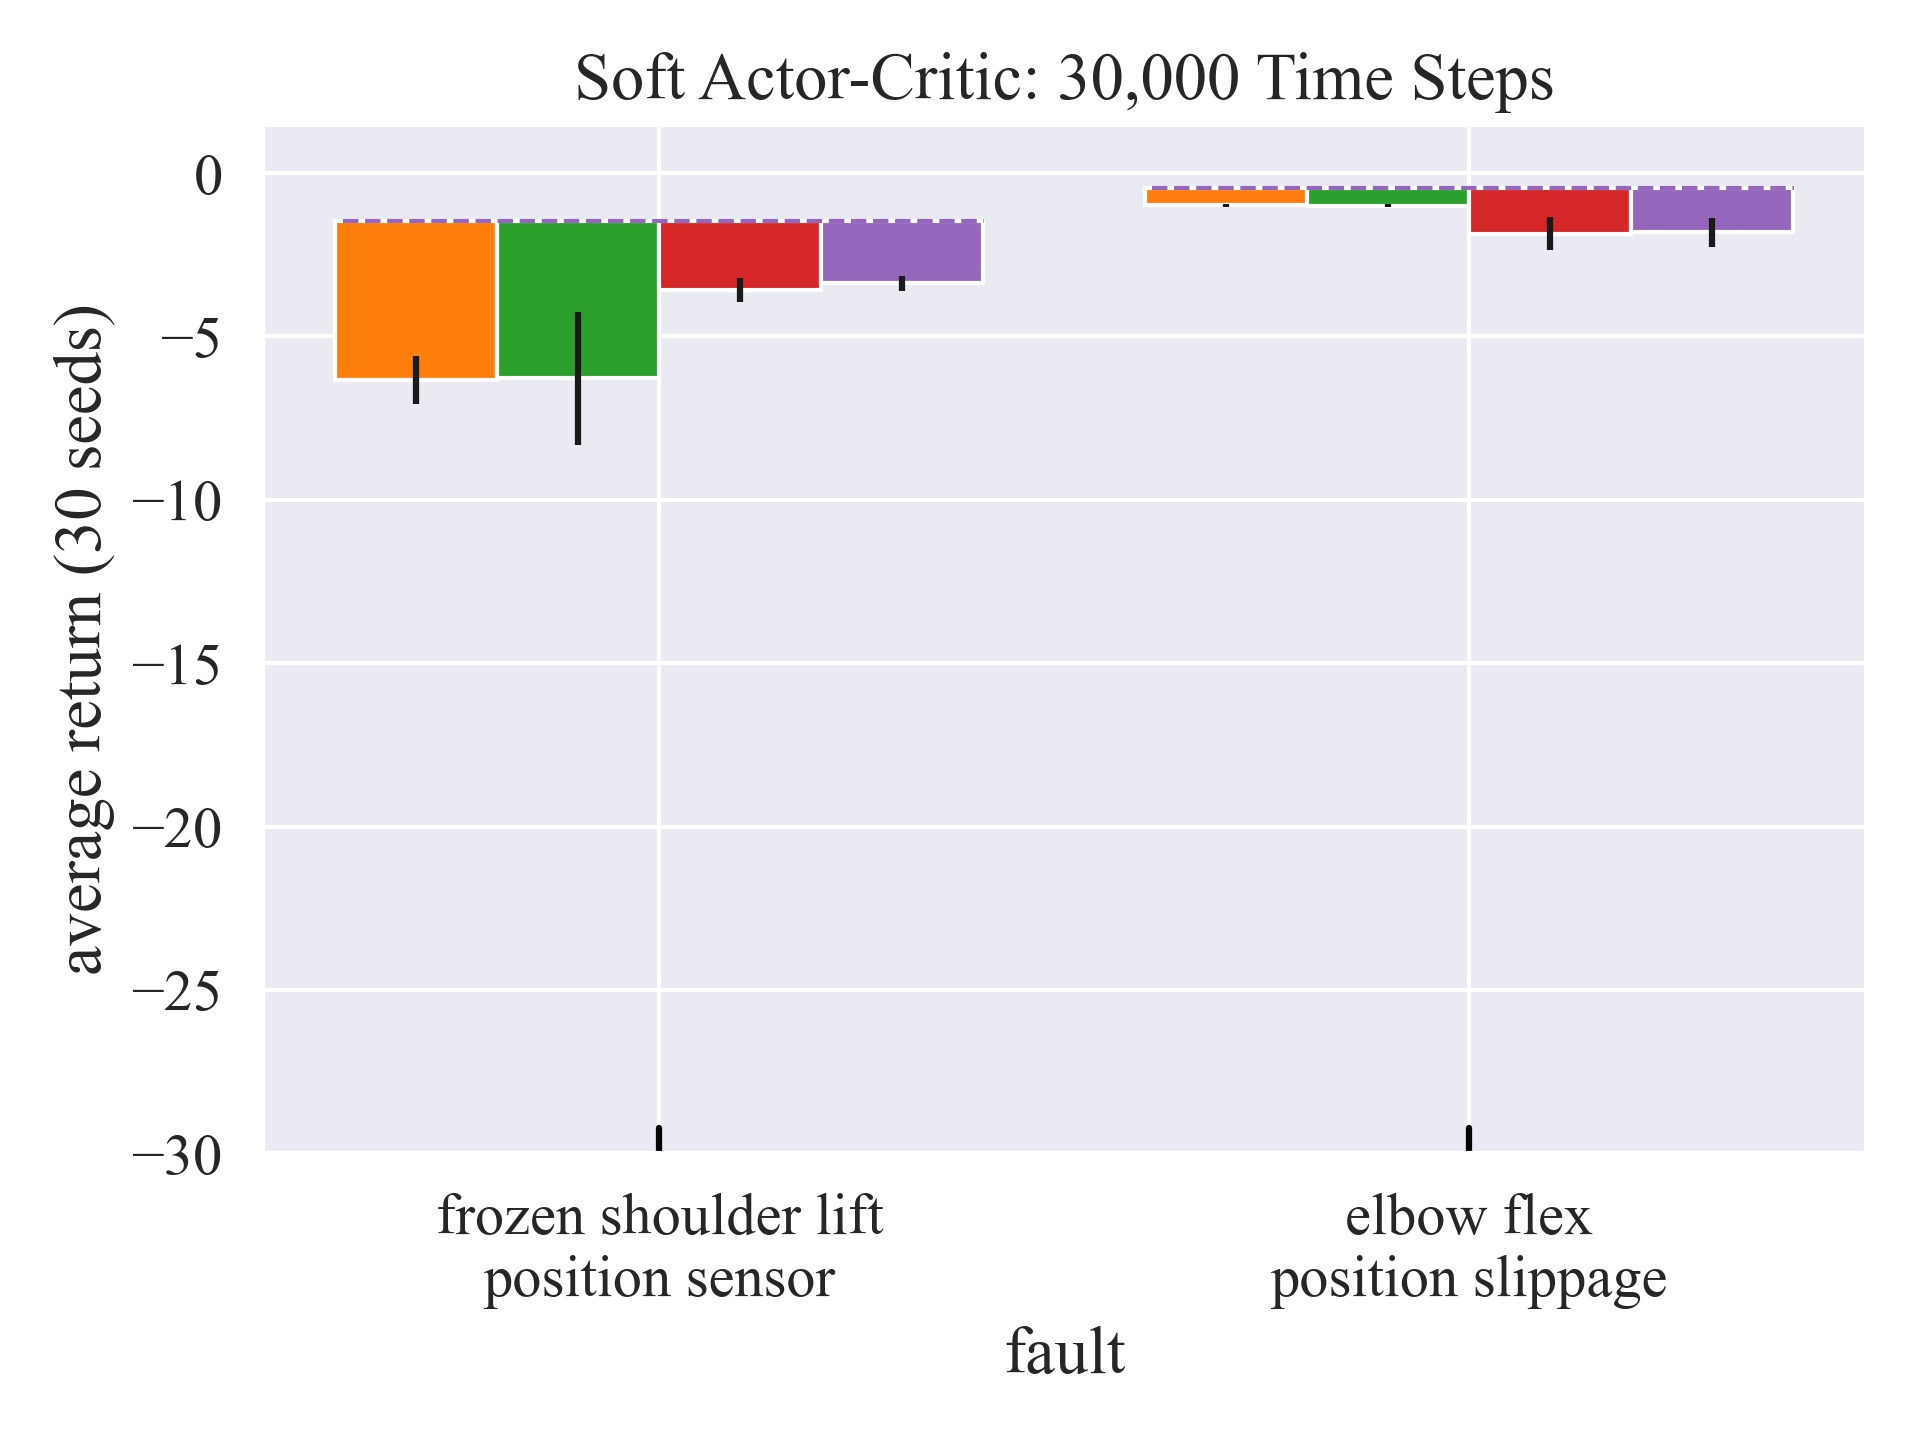 Soft Actor-Critic: 30,000 Time Steps
average return (30 seeds)
0
−5
−10
−15
−20
−25
−30
frozen shoulder lift
position sensor
elbow flex
position slippage
fault